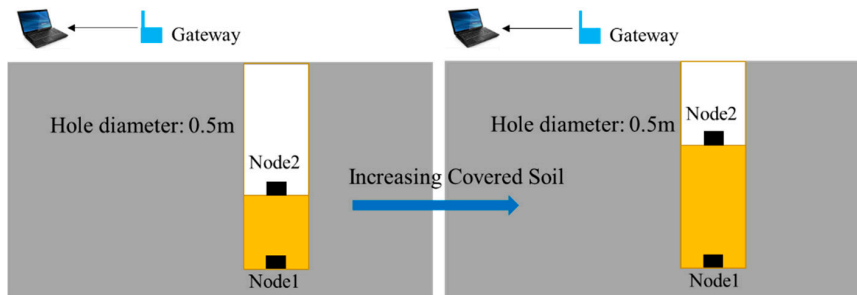 Gateway
Hole diameter: 0.5m
Node2
Node1
Increasing Covered Soil
Gateway
Hole diameter: 0.5m
Node2
Node1